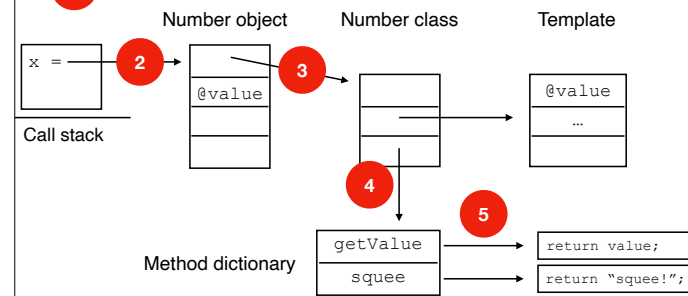 Number object
Number class
Template
x =
2
3
@value
@value
…
Call stack
4
5
Method dictionary
getValue
return value;
squee
return “squee!”;